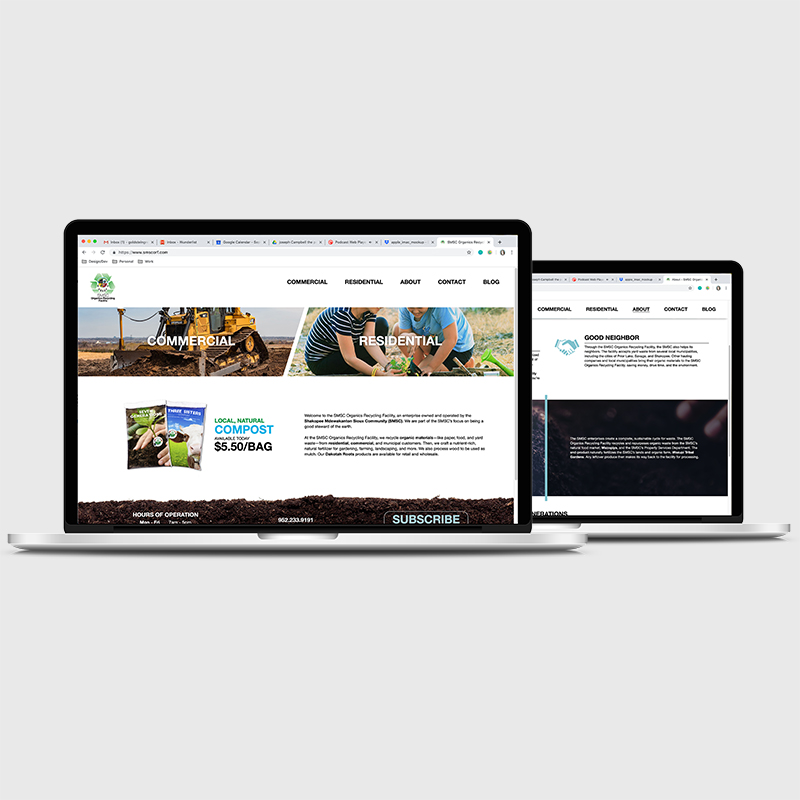 Inbox (1) - goldsteing
Inbox - Wunderlist
Google Calendar - Su
Joseph Campbell the
Podcast Web Play
apple_imac_mockup
SMSC Organics Recyc
https://www.smscorf.com
Design/Dev Personal Work
SMSC
Organics Recycling
Facility
COMMERCIAL RESIDENTIAL ABOUT CONTACT BLOG
COMMERCIAL RESIDENTIAL
SEVEN
GENERATIONS
THREE SISTERS
LOCAL, NATURAL
COMPOST
AVAILABLE TODAY
$5.50/BAG
Welcome to the SMSC Organics Recycling Facility, an enterprise owned and operated by the
Shakopee Mdewakanton Sioux Community (SMSC). We are part of the SMSC's focus on being a
good steward of the earth.
At the SMSC Organics Recycling Facility, we recycle organic materials—like paper, food, and yard
waste—from residential, commercial, and municipal customers. Then, we craft a nutrient-rich,
natural fertilizer for gardening, farming, landscaping, and more. We also process wood to be used as
mulch. Our Dakotah Roots products are available for retail and wholesale.
HOURS OF OPERATION
Mon - Fri 7am - 5pm
952.233.9191
SUBSCRIBE
Joseph Campbell the
Podcast Web Play
apple_imac_mockup
About - SMSC Organi
COMMERCIAL RESIDENTIAL ABOUT CONTACT BLOG
GOOD NEIGHBOR
Through the SMSC Organics Recycling Facility, the SMSC also helps its
neighbors. The facility accepts yard waste from several local municipalities,
including the cities of Prior Lake, Savage, and Shakopee. Other hauling
companies and local municipalities bring their organic materials to the SMSC
Organics Recycling Facility, saving money, drive time, and the environment.
The SMSC enterprises create a complete, sustainable cycle for waste. The SMSC
Organics Recycling Facility receives and repurposes organic waste from the SMSC's
natural food market, Mazopiya, and the SMSC's Property Services Department. The
end product naturally fertilizes the SMSC's lands and organic farm, Wozupi Tribal
Gardens. Any leftover produce then makes its way back to the facility for processing.
NERATIONS